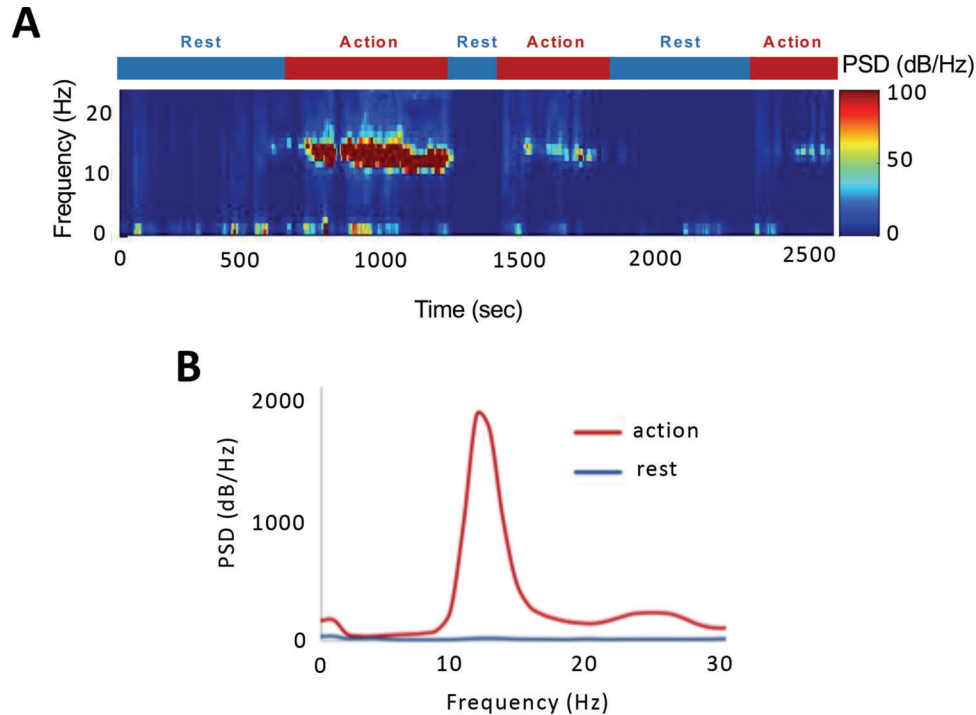 A
Rest Action Rest Action Rest Action
PSD (dB/Hz)
Frequency (Hz)
20
10
0
100
50
0
0 500 1000 1500 2000 2500
Time (sec)
B
PSD (dB/Hz)
2000
1000
0
action
rest
0 10 20 30
Frequency (Hz)